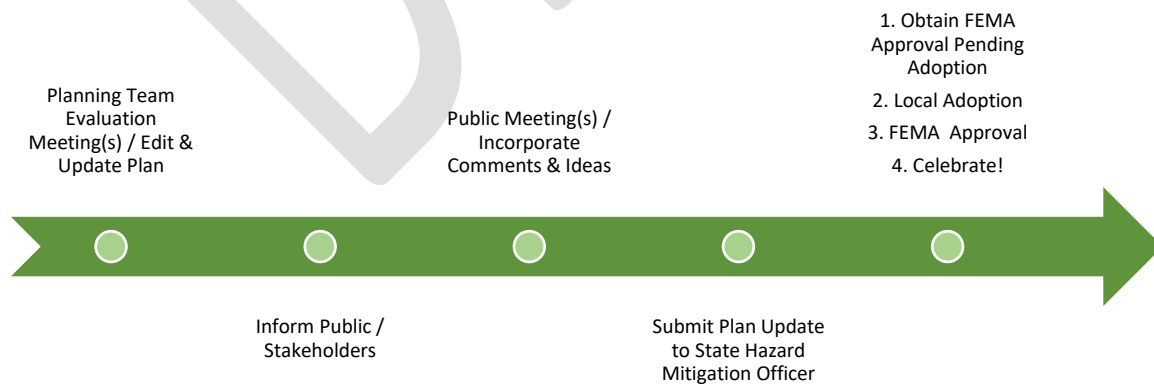 Planning Team
Evaluation
Meeting(s) / Edit &
Update Plan
Inform Public /
Stakeholders
Public Meeting(s) /
Incorporate
Comments & Ideas
Submit Plan Update
to State Hazard
Mitigation Officer
1. Obtain FEMA
Approval Pending
Adoption
2. Local Adoption
3. FEMA Approval
4. Celebrate!